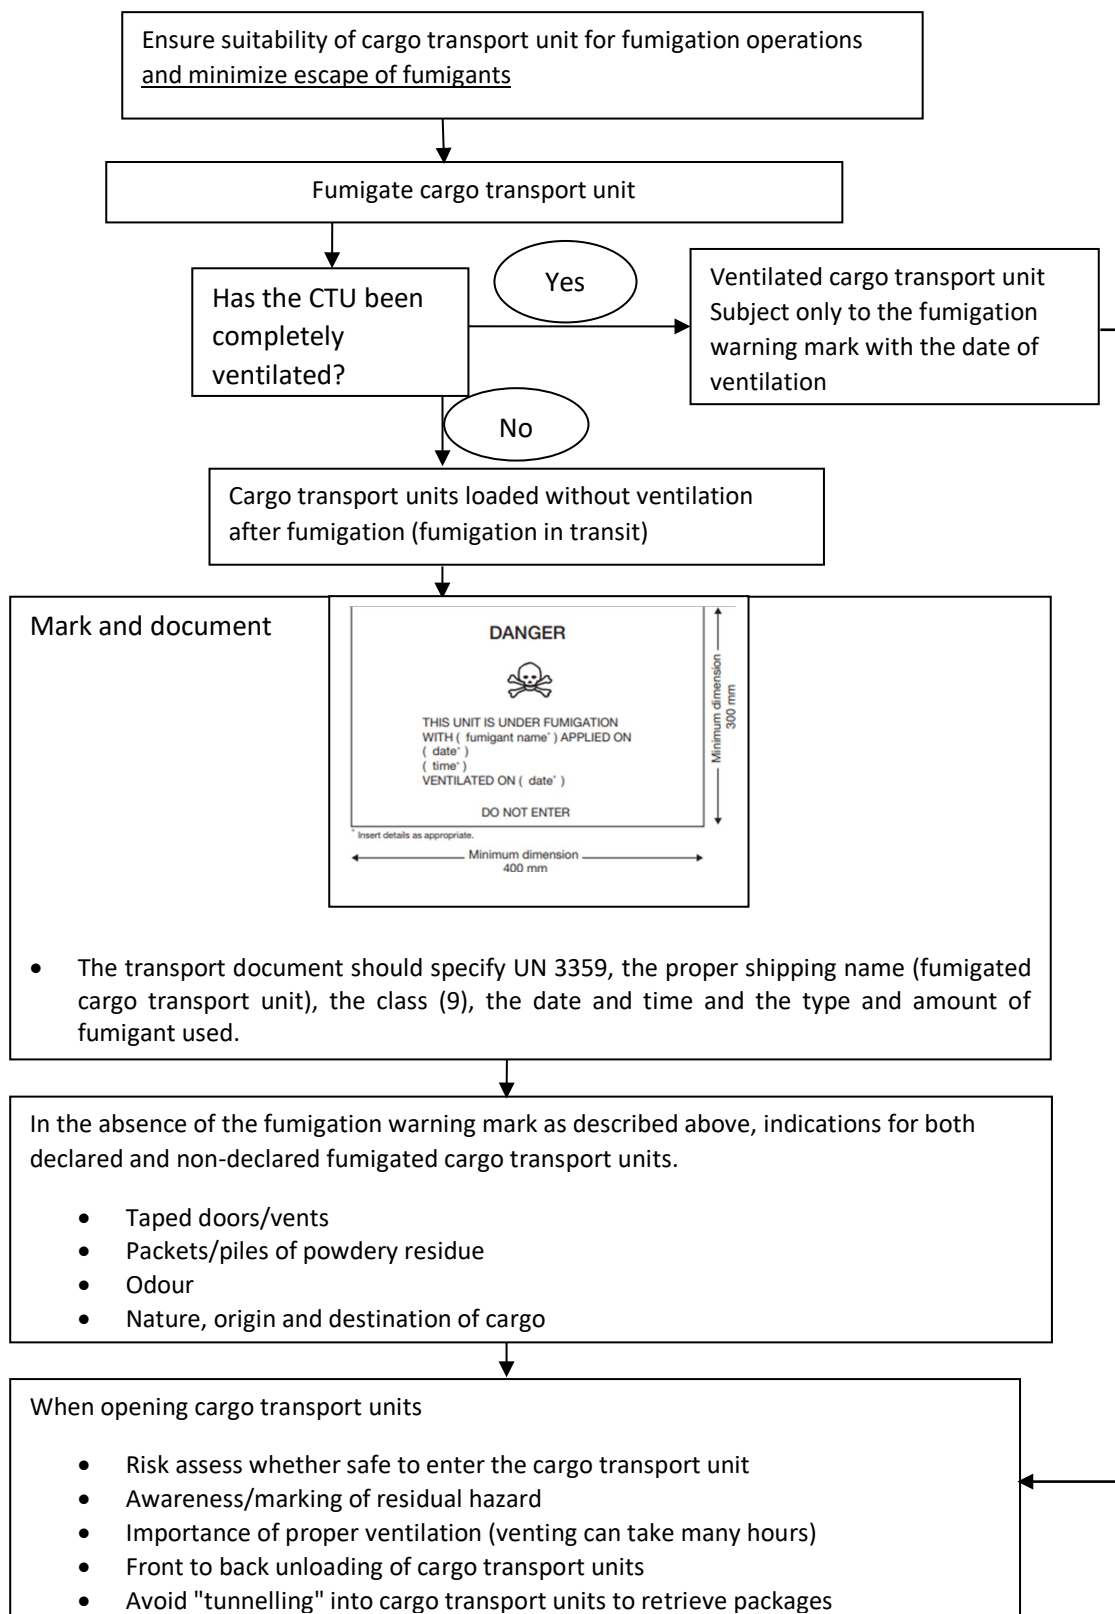 Ensure suitability of cargo transport unit for fumigation operations
and minimize escape of fumigants
Fumigate cargo transport unit
Has the CTU been
completely
ventilated?
Yes
Ventilated cargo transport unit
Subject only to the fumigation
warning mark with the date of
ventilation
No
Cargo transport units loaded without ventilation
after fumigation (fumigation in transit)
Mark and document
DANGER
THIS UNIT IS UNDER FUMIGATION
WITH ( fumigant name* ) APPLIED ON
( date* )
( time* )
VENTILATED ON ( date* )
DO NOT ENTER
* Insert details as appropriate.
Minimum dimension
400 mm
Minimum dimension
300 mm
• The transport document should specify UN 3359, the proper shipping name (fumigated
cargo transport unit), the class (9), the date and time and the type and amount of
fumigant used.
In the absence of the fumigation warning mark as described above, indications for both
declared and non-declared fumigated cargo transport units.
• Taped doors/vents
• Packets/piles of powdery residue
• Odour
• Nature, origin and destination of cargo
When opening cargo transport units
• Risk assess whether safe to enter the cargo transport unit
• Awareness/marking of residual hazard
• Importance of proper ventilation (venting can take many hours)
• Front to back unloading of cargo transport units
• Avoid "tunnelling" into cargo transport units to retrieve packages